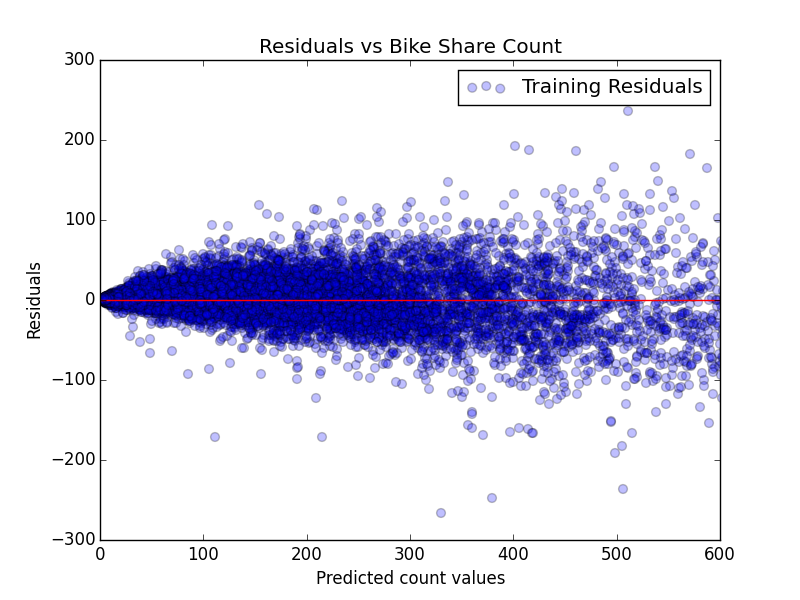 Residuals vs Bike Share Count
Training Residuals
300
200
100
0
−100
−200
−300
Residuals
0 100 200 300 400 500 600
Predicted count values